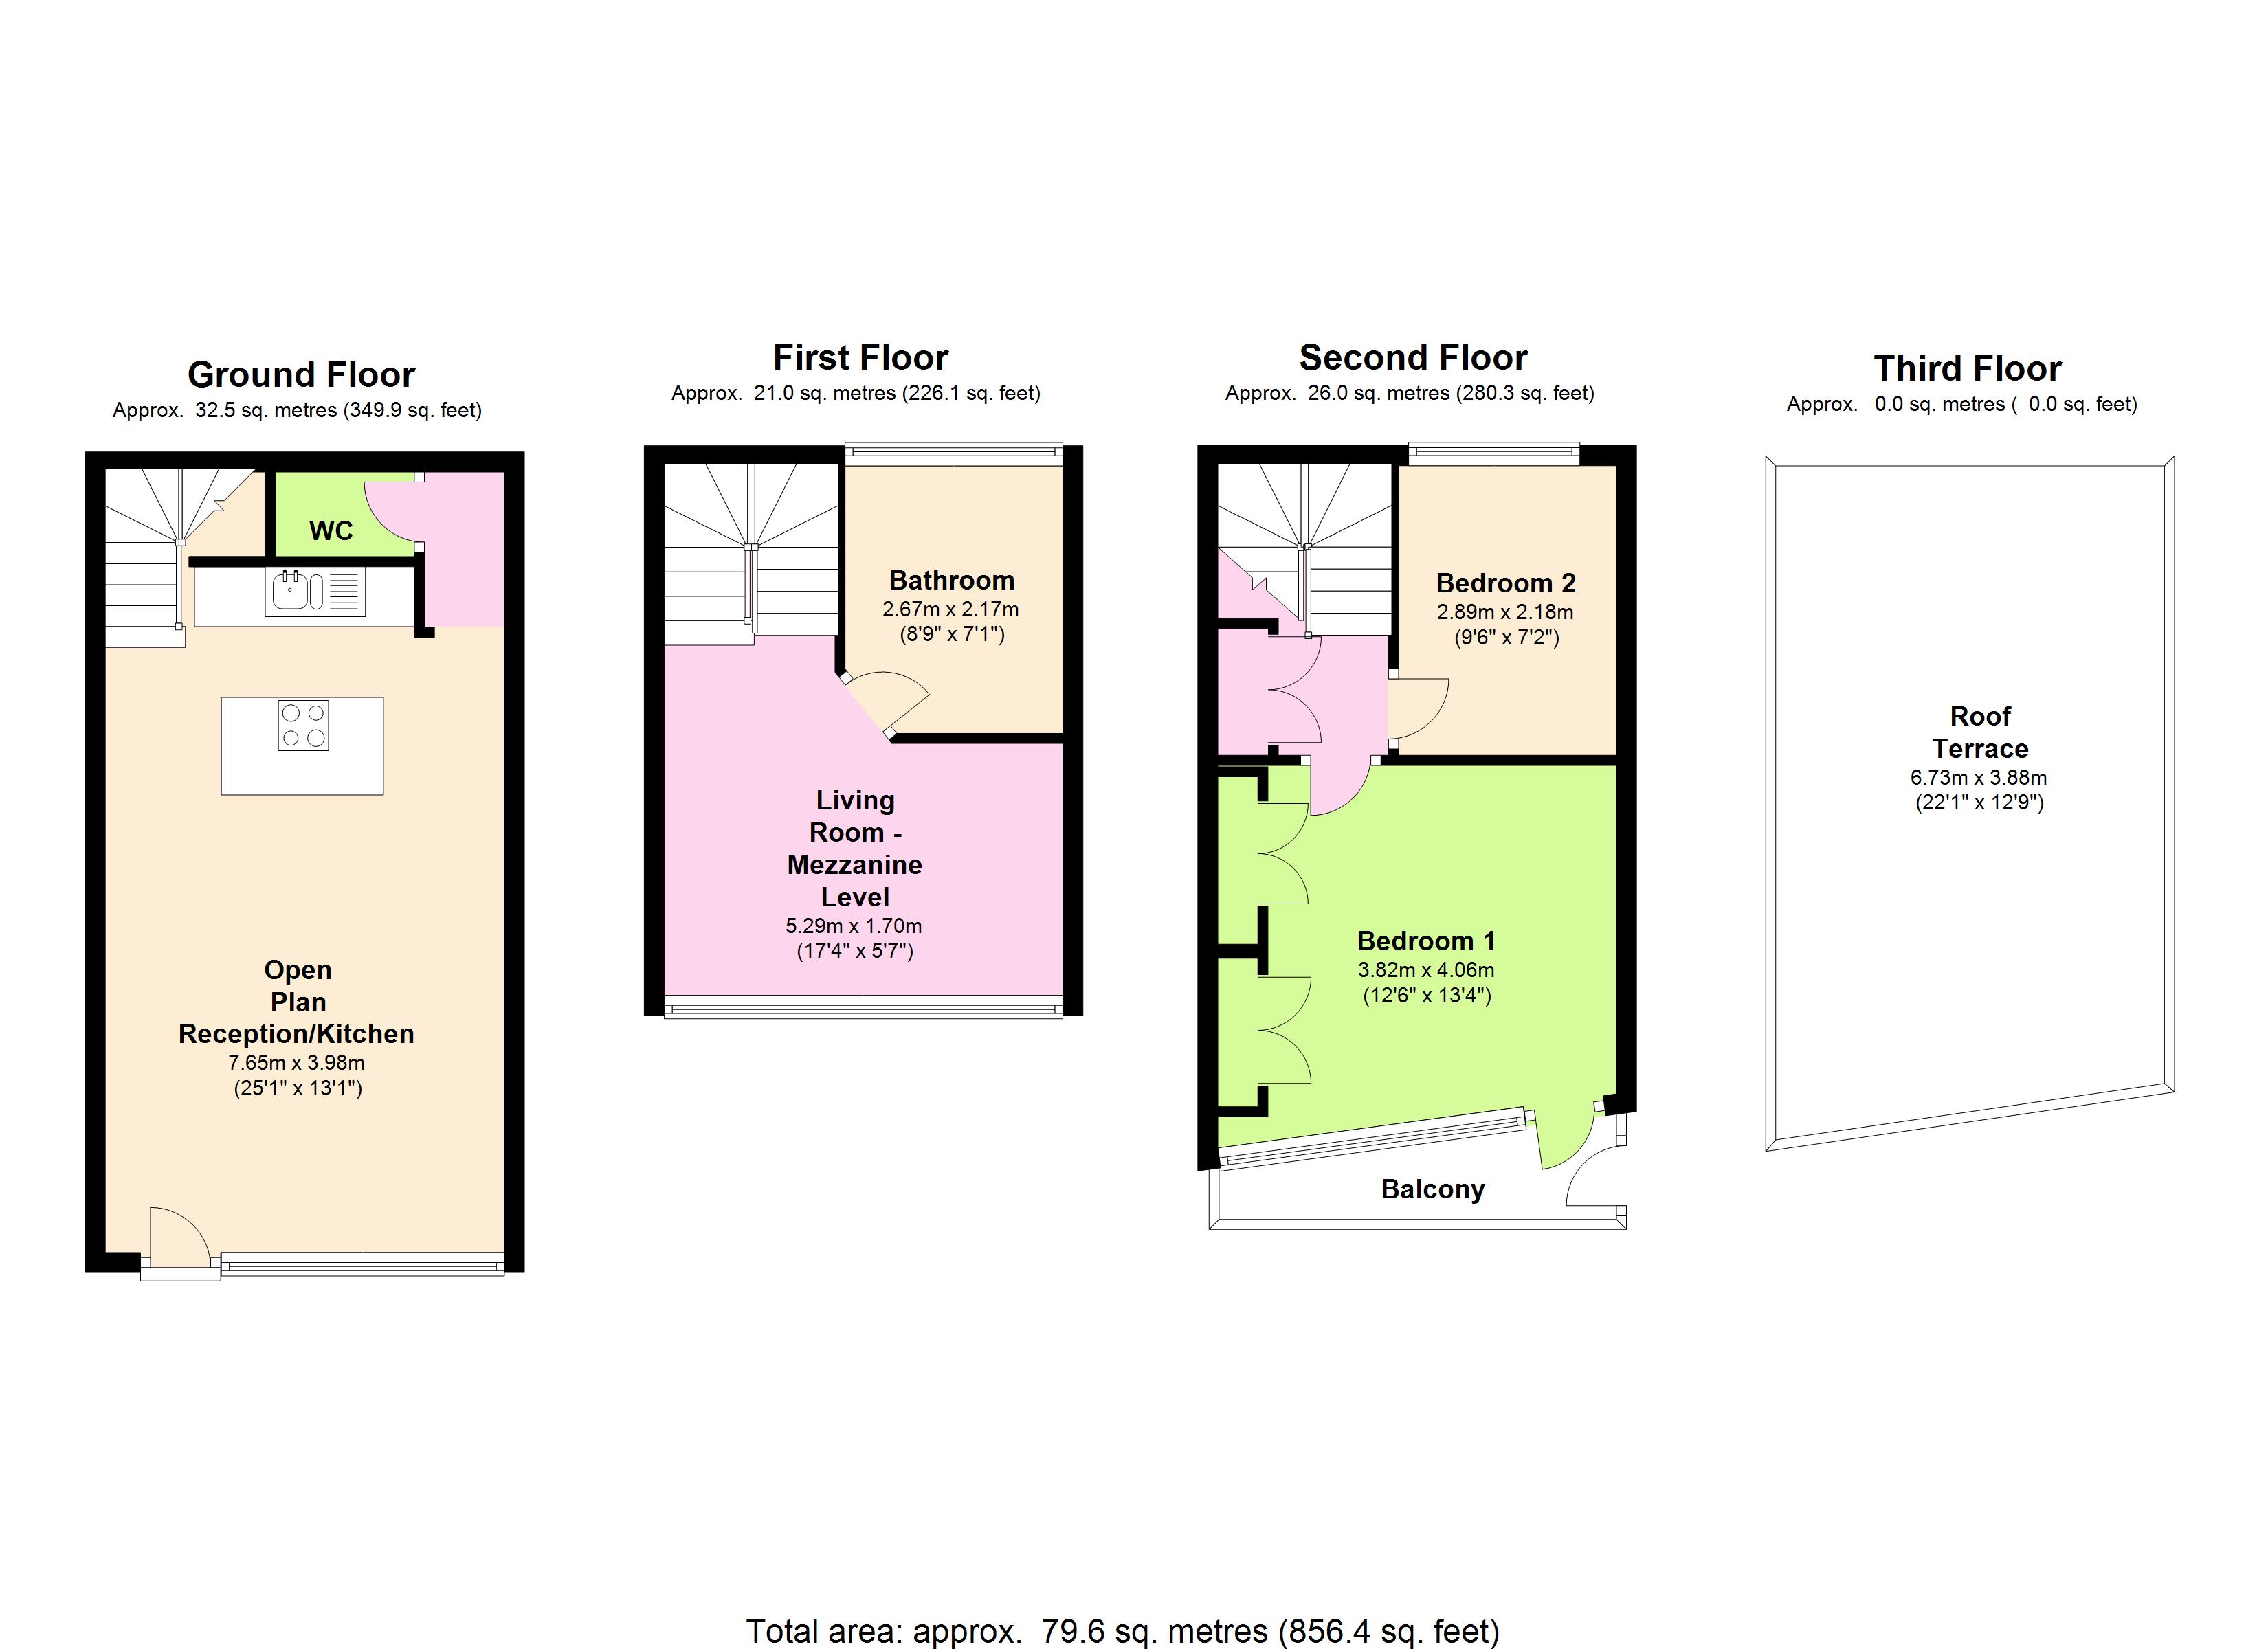 Ground Floor
Approx. 32.5 sq. metres (349.9 sq. feet)
WC
Open
Plan
Reception/Kitchen
7.65m x 3.98m
(25'1" x 13'1")
First Floor
Approx. 21.0 sq. metres (226.1 sq. feet)
Bathroom
2.67m x 2.17m
(8'9" x 7'1")
Living
Room -
Mezzanine
Level
5.29m x 1.70m
(17'4" x 5'7")
Second Floor
Approx. 26.0 sq. metres (280.3 sq. feet)
Bedroom 2
2.89m x 2.18m
(9'6" x 7'2")
Bedroom 1
3.82m x 4.06m
(12'6" x 13'4")
Balcony
Third Floor
Approx. 0.0 sq. metres ( 0.0 sq. feet)
Roof
Terrace
6.73m x 3.88m
(22'1" x 12'9")
Total area: approx. 79.6 sq. metres (856.4 sq. feet)